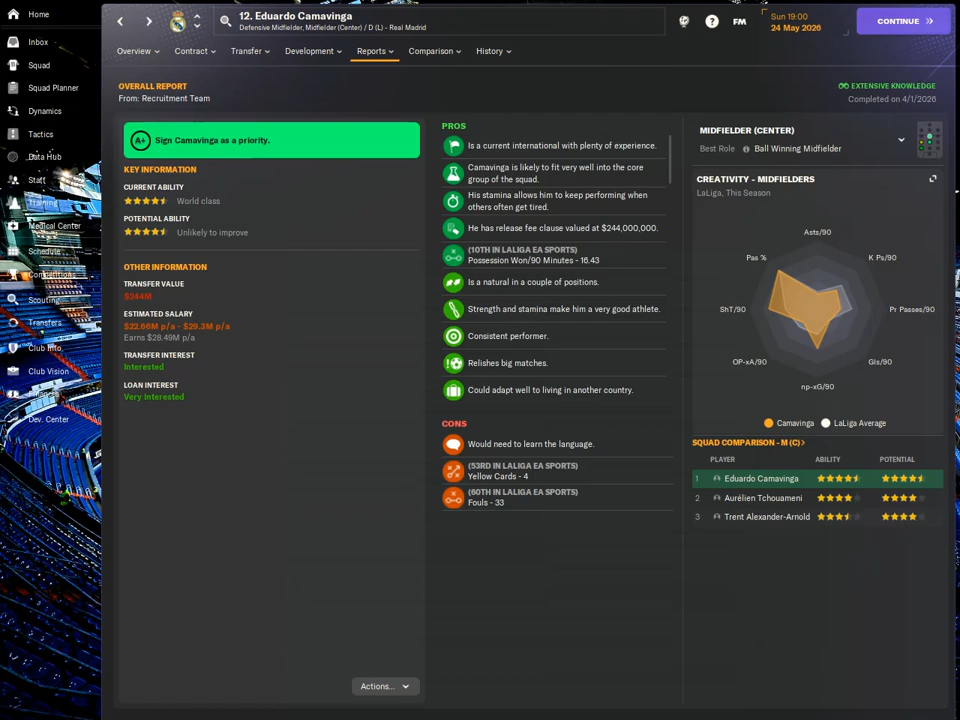 Home
Inbox
Squad
Squad Planner
Dynamics
Tactics
Data Hub
Staff
Training
Medical Center
Schedule
Competitions
Scouting
Transfers
Club Info
Club Vision
Dev. Center
12. Eduardo Camavinga
Defensive Midfielder, Midfielder (Center) / D (L) - Real Madrid
?
FM
Sun 19:00
24 May 2026
CONTINUE
Overview
Contract
Transfer
Development
Reports
Comparison
History
OVERALL REPORT
From: Recruitment Team
EXTENSIVE KNOWLEDGE
Completed on 4/1/2026
A+
Sign Camavinga as a priority.
KEY INFORMATION
CURRENT ABILITY
World class
POTENTIAL ABILITY
Unlikely to improve
OTHER INFORMATION
TRANSFER VALUE
$244M
ESTIMATED SALARY
$22.66M p/a - $29.3M p/a
Earns $28.49M p/a
TRANSFER INTEREST
Interested
LOAN INTEREST
Very Interested
Actions...
PROS
Is a current international with plenty of experience.
Camavinga is likely to fit very well into the core
group of the squad.
His stamina allows him to keep performing when
others often get tired.
He has release fee clause valued at $244,000,000.
(10TH IN LALIGA EA SPORTS)
Possession Won/90 Minutes - 16.43
Is a natural in a couple of positions.
Strength and stamina make him a very good athlete.
Consistent performer.
Relishes big matches.
Could adapt well to living in another country.
CONS
Would need to learn the language.
(53RD IN LALIGA EA SPORTS)
Yellow Cards - 4
(60TH IN LALIGA EA SPORTS)
Fouls - 33
MIDFIELDER (CENTER)
Best Role Ball Winning Midfielder
CREATIVITY - MIDFIELDERS
LaLiga, This Season
Asts/90
Pas %
K Ps/90
ShT/90
Pr Passes/90
OP-xA/90
Gls/90
np-xG/90
Camavinga
LaLiga Average
SQUAD COMPARISON - M (C)>
PLAYER ABILITY POTENTIAL
1 Eduardo Camavinga
2 Aurélien Tchouameni
3 Trent Alexander-Arnold